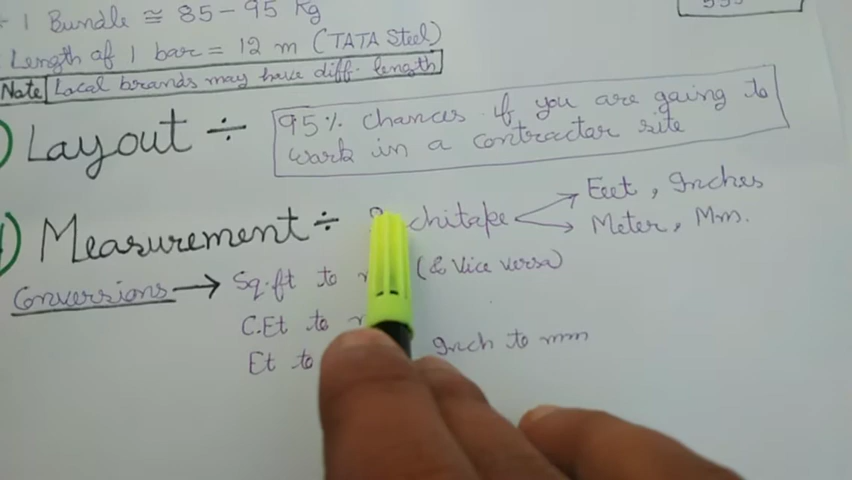 1 Bundle ≅ 85-95 Kg
Length of 1 bar = 12 m (TATA Steel)
Note Local brands may have diff. length
Layout ÷ 95% chances if you are going to
work in a contractor site
Measurement ÷ chitape Feet, Inches
Meter, Mm.
Conversions → Sq.ft to (& Vice versa)
C.Ft to
Ft to Inch to mm